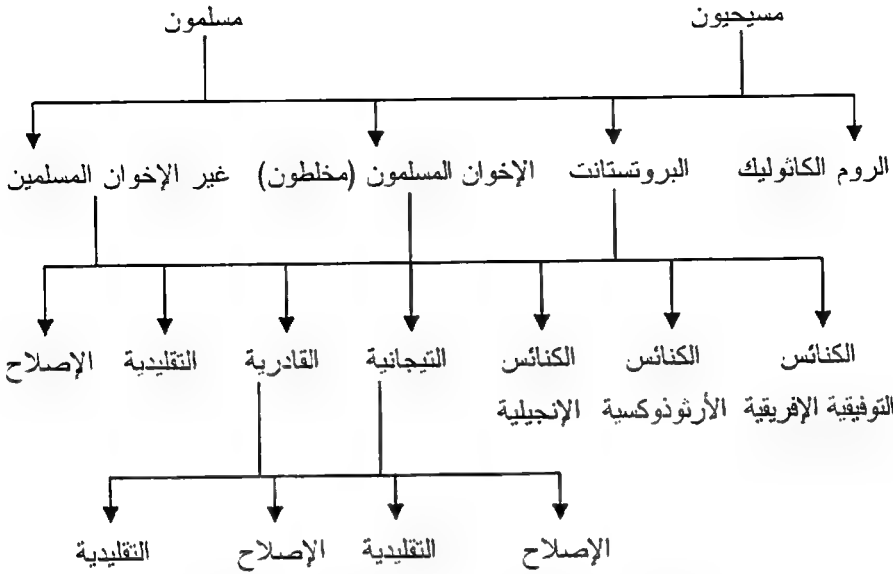 مسيحيون مسلمون
الروم الكاثوليك البروتستانت الإخوان المسلمون (مخلطون) غير الإخوان المسلمين
الكنائس الكنائس الكنائس التيجانية القادرية التقليدية الإصلاح
التوفيقية الإفريقية الأرثوذوكسية الإنجيلية
الإصلاح التقليدية الإصلاح التقليدية